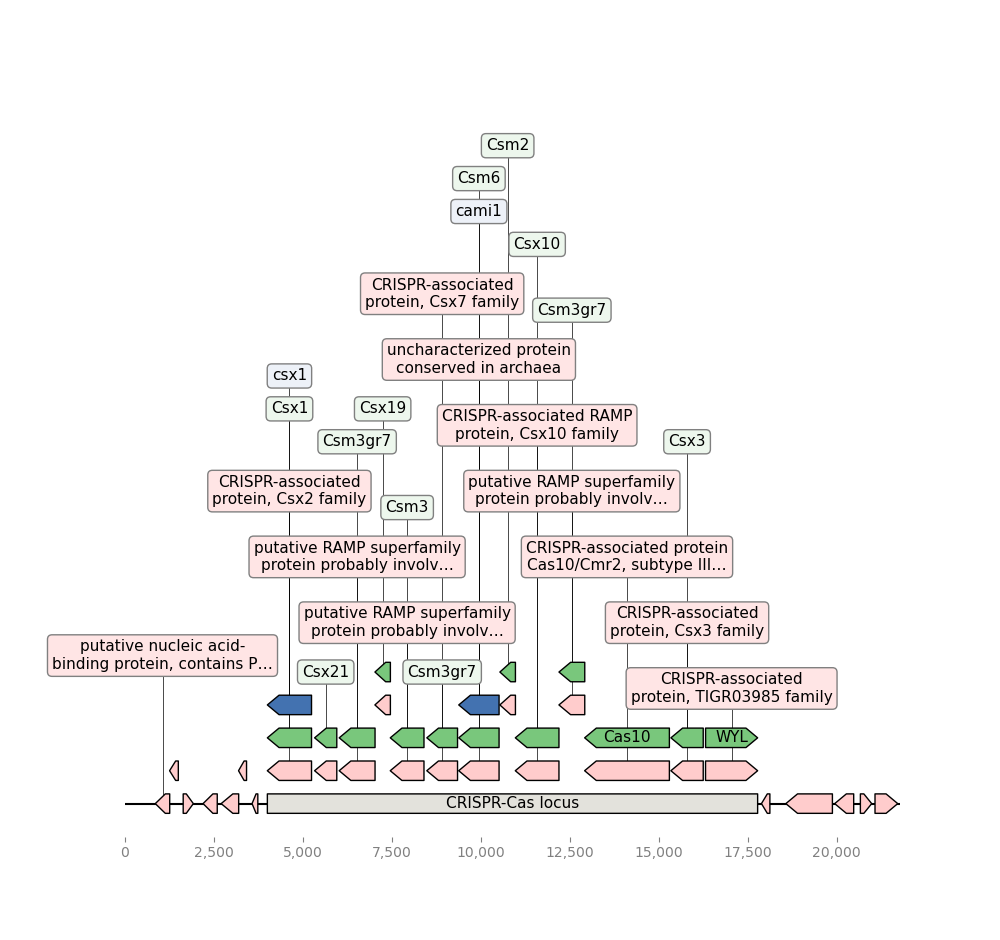 Csm2
Csm6
cami1
Csx10
CRISPR-associated
protein, Csx7 family
Csm3gr7
uncharacterized protein
conserved in archaea
csx1
Csx1
Csx19
CRISPR-associated RAMP
protein, Csx10 family
Csm3gr7
Csx3
CRISPR-associated
protein, Csx2 family
putative RAMP superfamily
protein probably involv…
Csm3
putative RAMP superfamily
protein probably involv…
CRISPR-associated protein
Cas10/Cmr2, subtype III…
putative RAMP superfamily
protein probably involv…
CRISPR-associated
protein, Csx3 family
putative nucleic acid-
binding protein, contains P…
Csx21
Csm3gr7
CRISPR-associated
protein, TIGR03985 family
Cas10
WYL
CRISPR-Cas locus
0
2,500
5,000
7,500
10,000
12,500
15,000
17,500
20,000